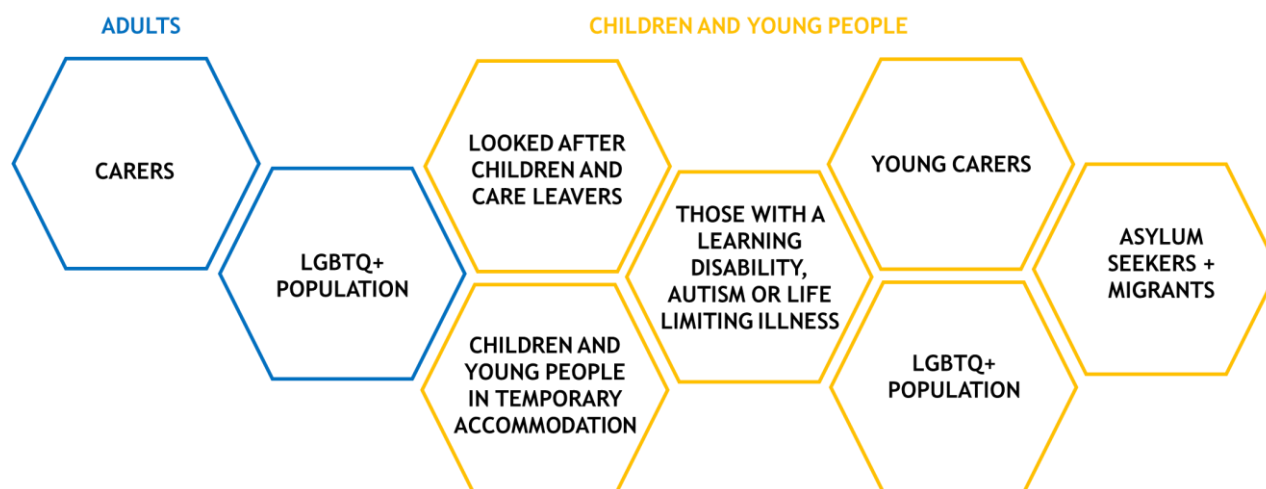 ADULTS
CHILDREN AND YOUNG PEOPLE
CARERS
LGBTQ+
POPULATION
LOOKED AFTER
CHILDREN AND
CARE LEAVERS
CHILDREN AND
YOUNG PEOPLE
IN TEMPORARY
ACCOMMODATION
THOSE WITH A
LEARNING
DISABILITY,
AUTISM OR LIFE
LIMITING ILLNESS
YOUNG CARERS
LGBTQ+
POPULATION
ASYLUM
SEEKERS +
MIGRANTS